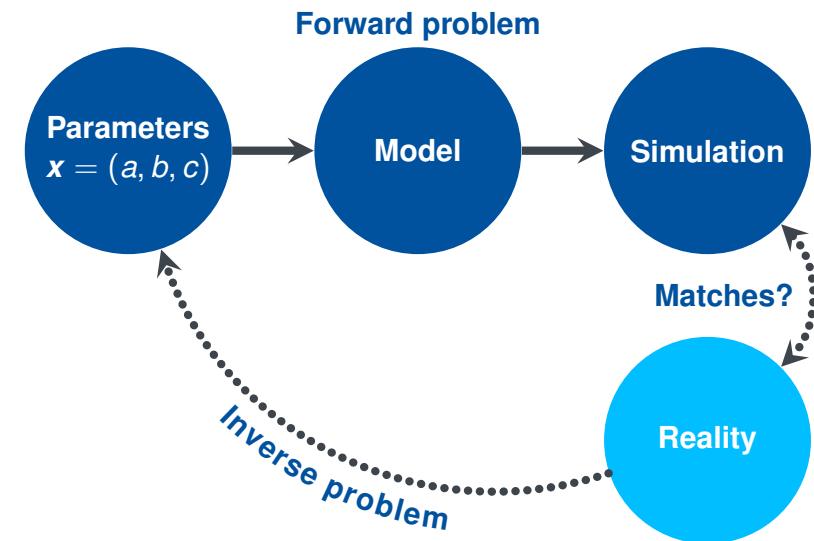 Forward problem
Parameters
x = (a, b, c)
Model
Simulation
Matches?
Reality
Inverse problem